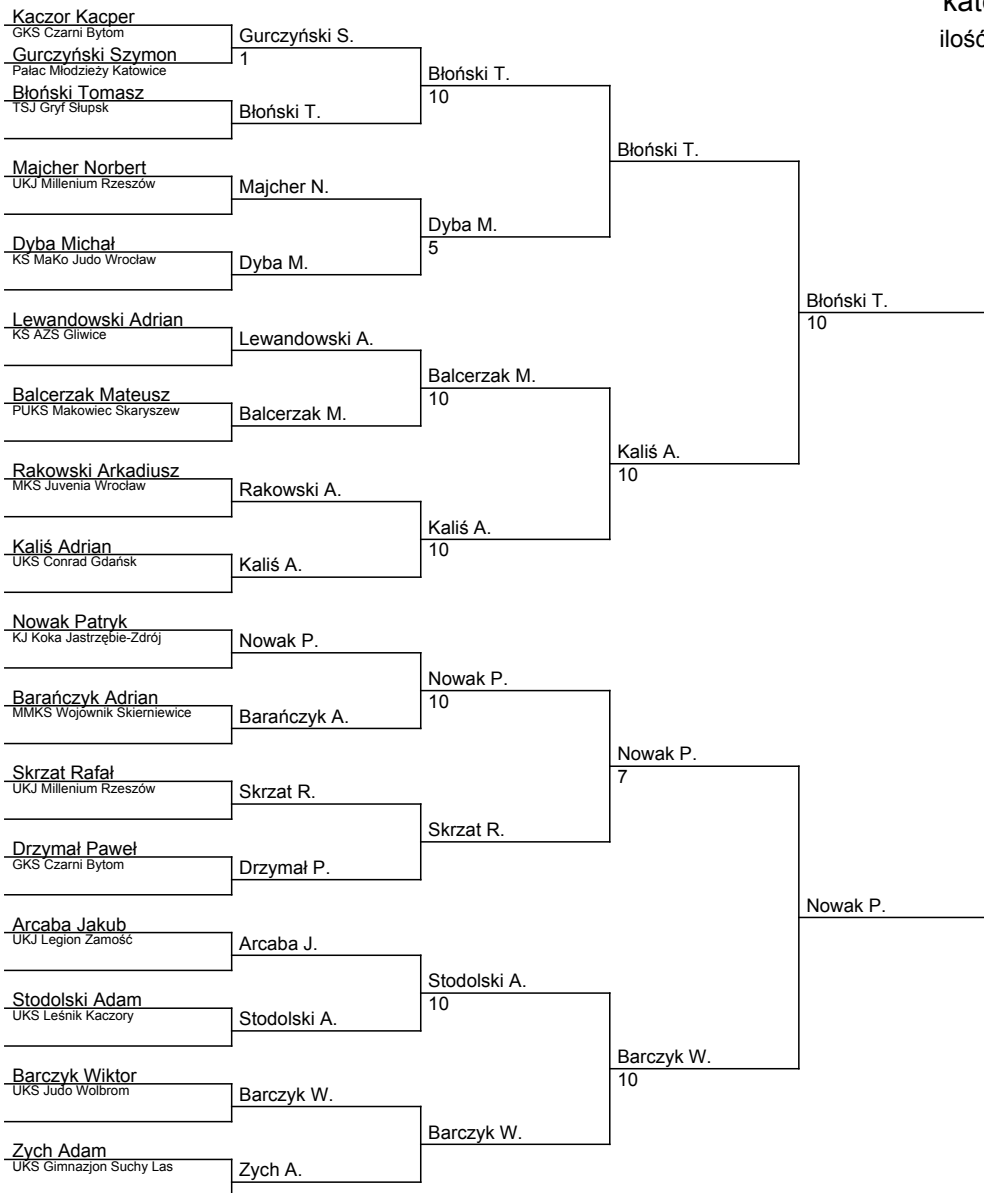 kate
ilość
Kaczor Kacper
GKS Czarni Bytom
Gurczyński Szymon
Pałac Młodzieży Katowice
Błoński Tomasz
TSJ Gryf Słupsk
Majcher Norbert
UKJ Millenium Rzeszów
Dyba Michał
KS MaKo Judo Wrocław
Lewandowski Adrian
KS AZS Gliwice
Balcerzak Mateusz
PUKS Makowiec Skaryszew
Rakowski Arkadiusz
MKS Juvenia Wrocław
Kaliś Adrian
UKS Conrad Gdańsk
Nowak Patryk
KJ Koka Jastrzębie-Zdrój
Barańczyk Adrian
MMKS Wojownik Skierniewice
Skrzat Rafał
UKJ Millenium Rzeszów
Drzymał Paweł
GKS Czarni Bytom
Arcaba Jakub
UKJ Legion Zamość
Stodolski Adam
UKS Leśnik Kaczory
Barczyk Wiktor
UKS Judo Wolbrom
Zych Adam
UKS Gimnazjon Suchy Las
Gurczyński S.
1
Błoński T.
Majcher N.
Dyba M.
Lewandowski A.
Balcerzak M.
Rakowski A.
Kaliś A.
Nowak P.
Barańczyk A.
Skrzat R.
Drzymał P.
Arcaba J.
Stodolski A.
Barczyk W.
Zych A.
Błoński T.
10
Dyba M.
5
Balcerzak M.
10
Kaliś A.
10
Nowak P.
10
Skrzat R.
Stodolski A.
10
Barczyk W.
Błoński T.
Kaliś A.
10
Nowak P.
7
Barczyk W.
10
Błoński T.
10
Nowak P.